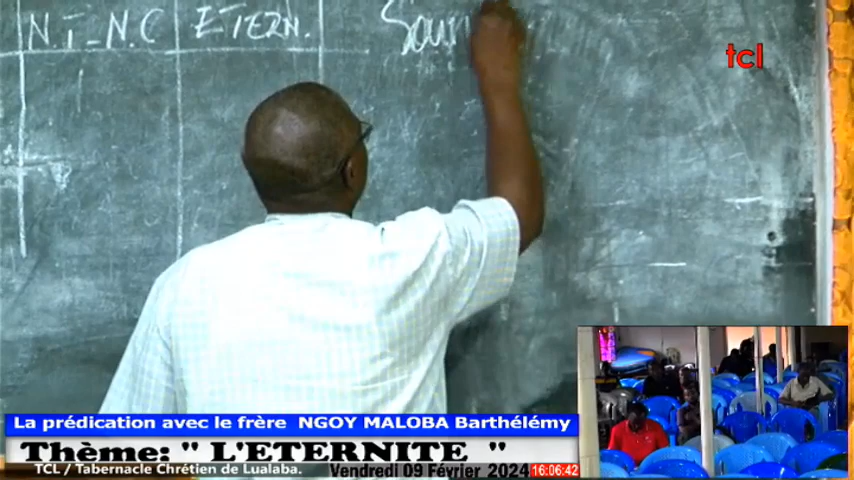 N.T_N.C ETERN.
Soun
tcl
La prédication avec le frère NGOY MALOBA Barthélémy
Thème: " L'ETERNITE "
TCL / Tabernacle Chrétien de Lualaba. Vendredi 09 Février 2024 16:06:42